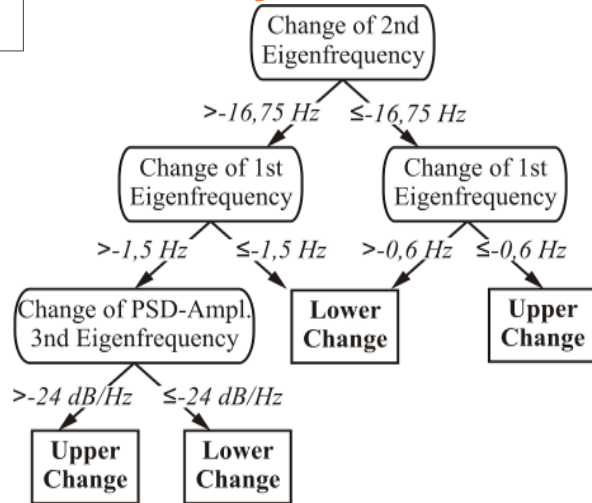 Change of 2nd
Eigenfrequency
>-16,75 Hz ≤-16,75 Hz
Change of 1st
Eigenfrequency
Change of 1st
Eigenfrequency
>-1,5 Hz ≤-1,5 Hz >-0,6 Hz ≤-0,6 Hz
Change of PSD-Ampl.
3nd Eigenfrequency
Lower
Change
Upper
Change
>-24 dB/Hz ≤-24 dB/Hz
Upper
Change
Lower
Change